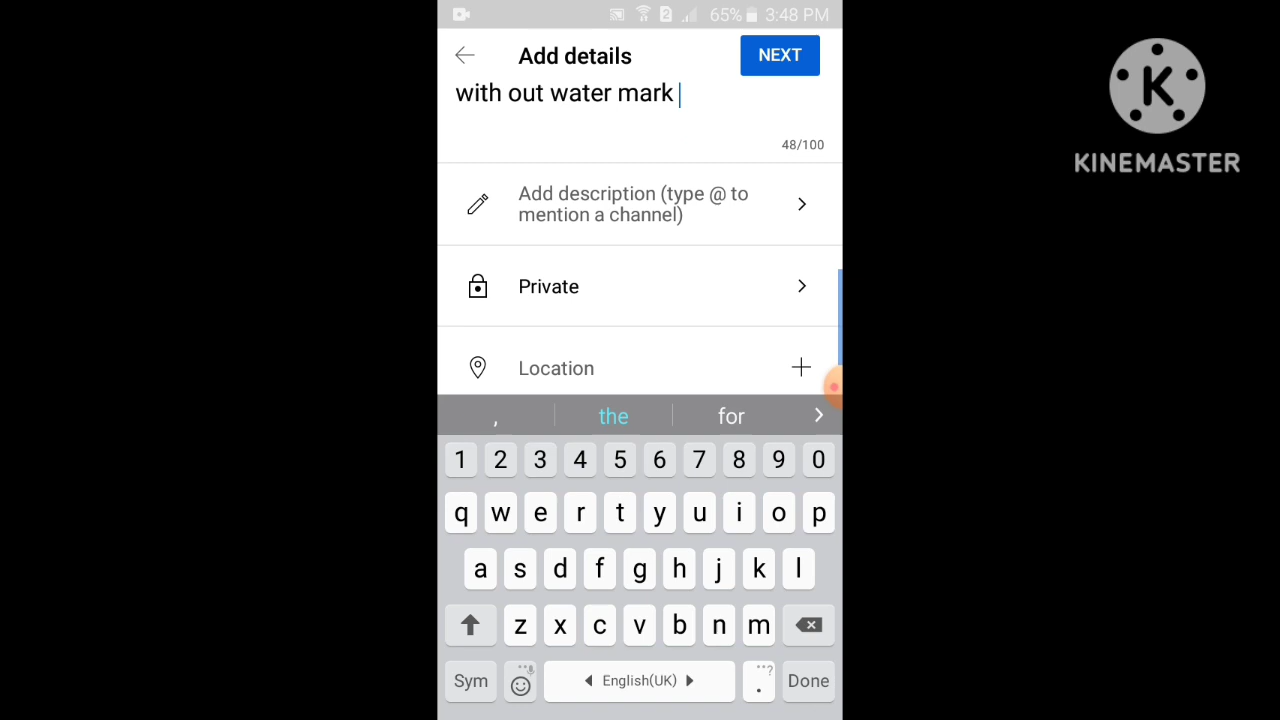 2 65% 3:48 PM
Add details NEXT
with out water mark
48/100
Add description (type @ to
mention a channel)
Private
Location
, the for
1 2 3 4 5 6 7 8 9 0
q w e r t y u i o p
a s d f g h j k l
z x c v b n m
Sym English(UK) . Done
K
KINEMASTER